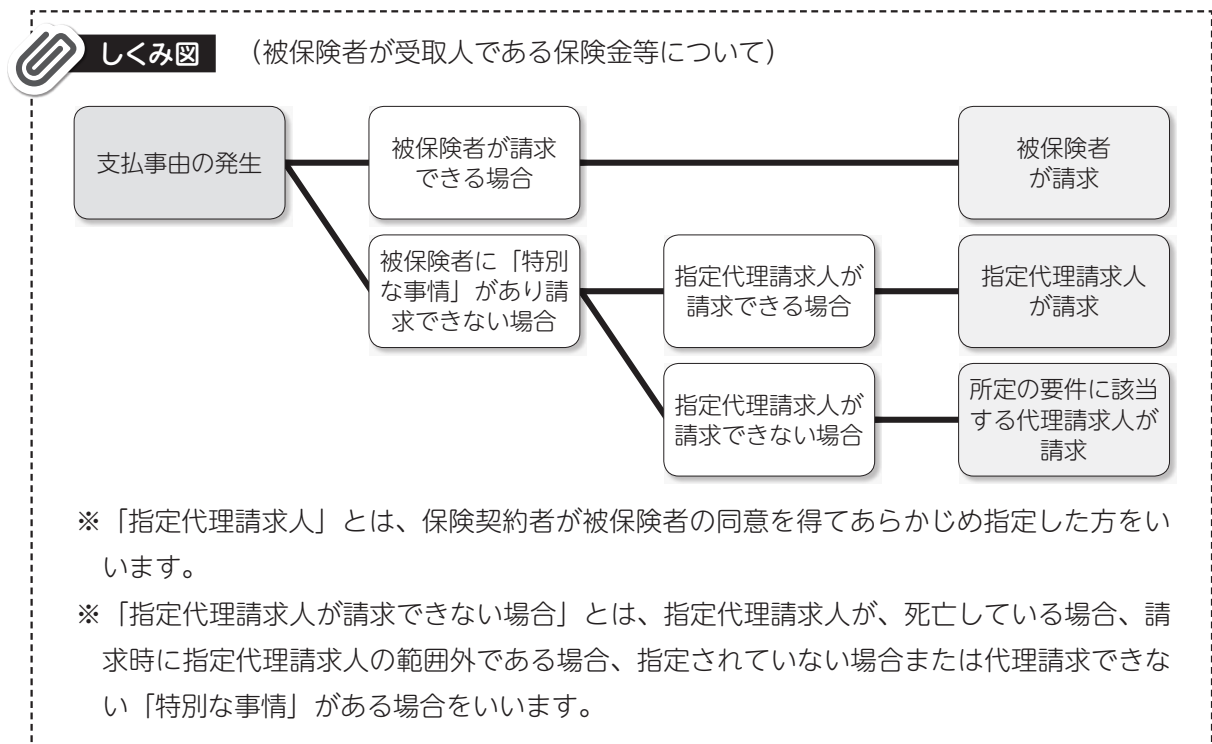 しくみ図 （被保険者が受取人である保険金等について）
支払事由の発生
被保険者が請求
できる場合
被保険者
が請求
被保険者に「特別
な事情」があり請
求できない場合
指定代理請求人が
請求できる場合
指定代理請求人
が請求
指定代理請求人が
請求できない場合
所定の要件に該当
する代理請求人が
請求
※「指定代理請求人」とは、保険契約者が被保険者の同意を得てあらかじめ指定した方をい
います。
※「指定代理請求人が請求できない場合」とは、指定代理請求人が、死亡している場合、請
求時に指定代理請求人の範囲外である場合、指定されていない場合または代理請求できな
い「特別な事情」がある場合をいいます。